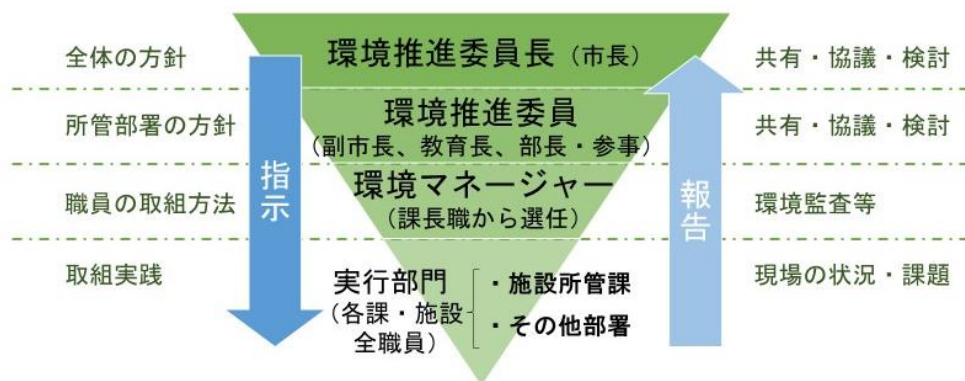 全体の方針
環境推進委員長（市長）
共有・協議・検討
所管部署の方針
環境推進委員
（副市長、教育長、部長・参事）
共有・協議・検討
指示
報告
職員の取組方法
環境マネージャー
（課長職から選任）
環境監査等
取組実践
実行部門
（各課・施設
全職員）
・施設所管課
・その他部署
現場の状況・課題